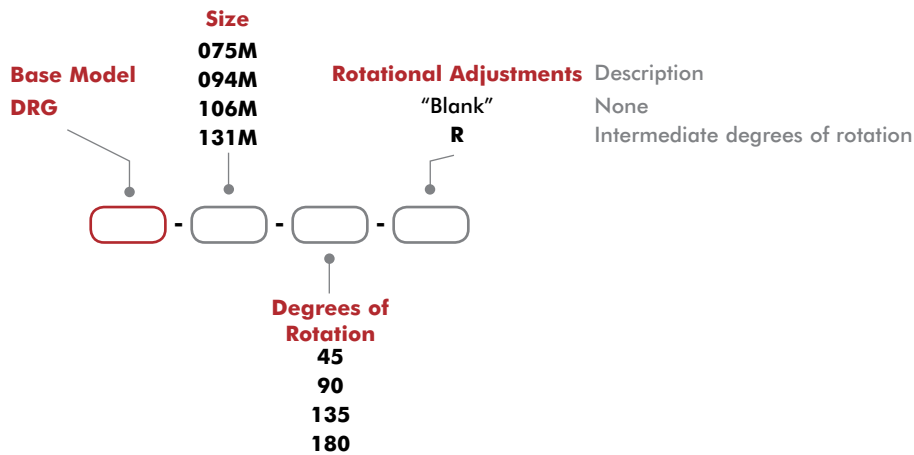 Size
075M
094M
106M
131M
Base Model
DRG
Rotational Adjustments Description
“Blank” None
R Intermediate degrees of rotation
- - -
Degrees of
Rotation
45
90
135
180